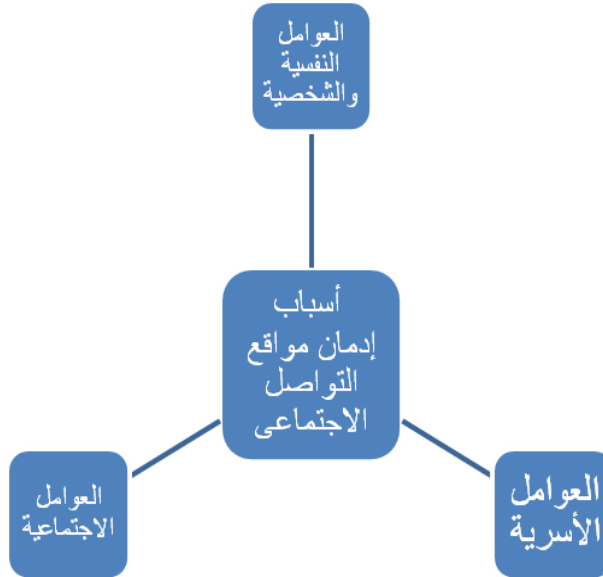 العوامل
النفسية
والشخصية
أسباب
إدمان مواقع
التواصل
الاجتماعى
العوامل
الأسرية
العوامل
الاجتماعية